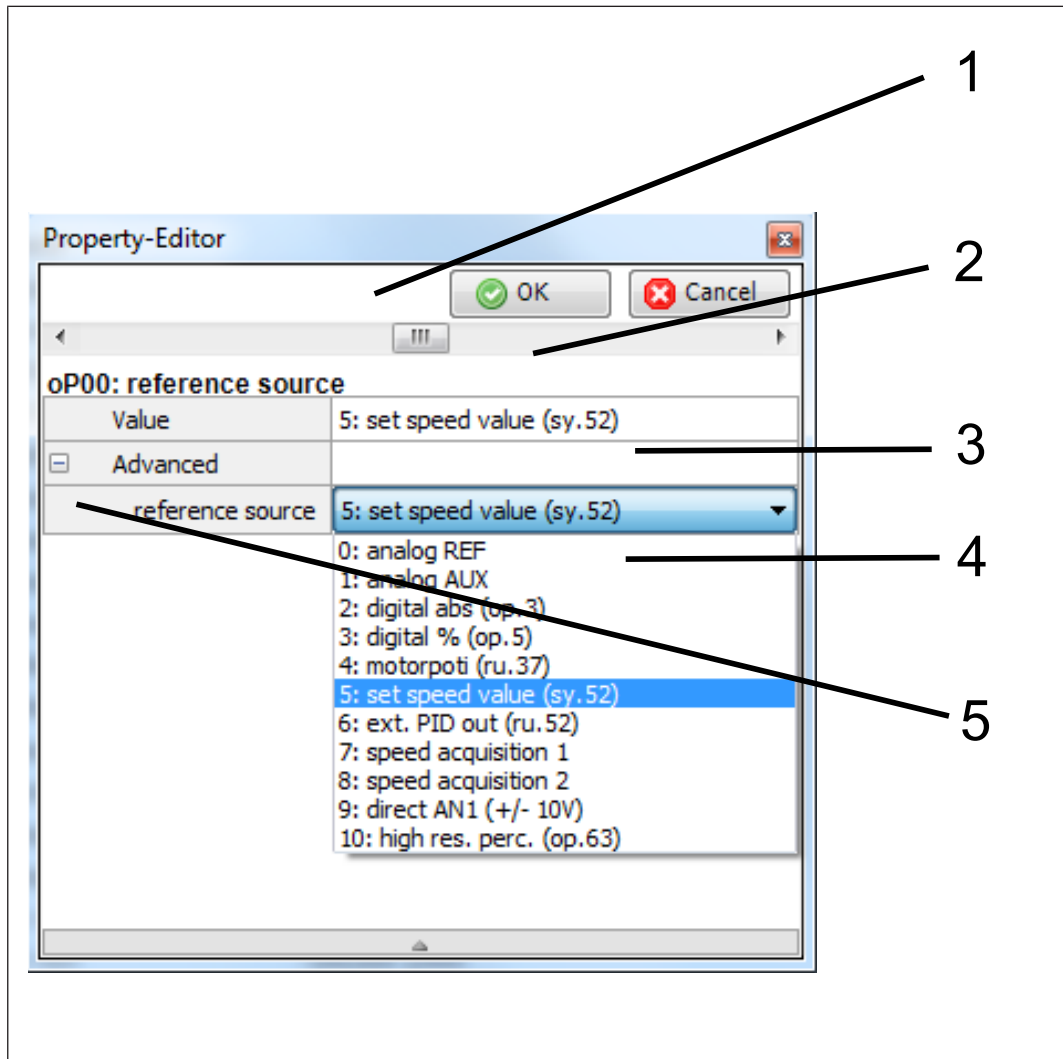 1
Property-Editor
2
OK Cancel
oP00: reference source
Value 5: set speed value (sy.52)
3
Advanced
reference source 5: set speed value (sy.52)
0: analog REF
4
1: analog AUX
2: digital abs (op.3)
3: digital % (op.5)
4: motorpoti (ru.37)
5: set speed value (sy.52)
5
6: ext. PID out (ru.52)
7: speed acquisition 1
8: speed acquisition 2
9: direct AN1 (+/- 10V)
10: high res. perc. (op.63)